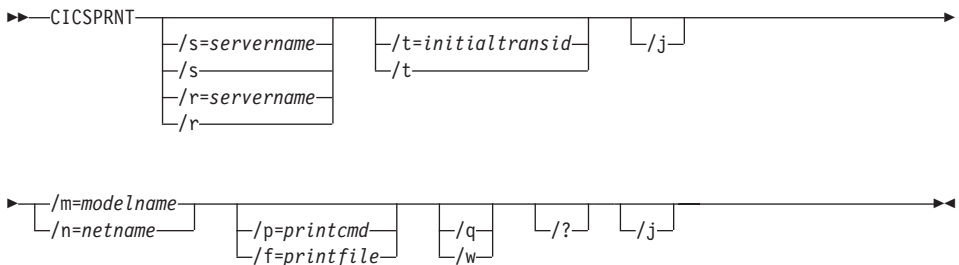 CICSPRNT
/s=servername
/s
/r=servername
/r
/t=initialtransid
/t
/j
/m=modelname
/n=netname
/p=printcmd
/f=printfile
/q
/w
/?
/j